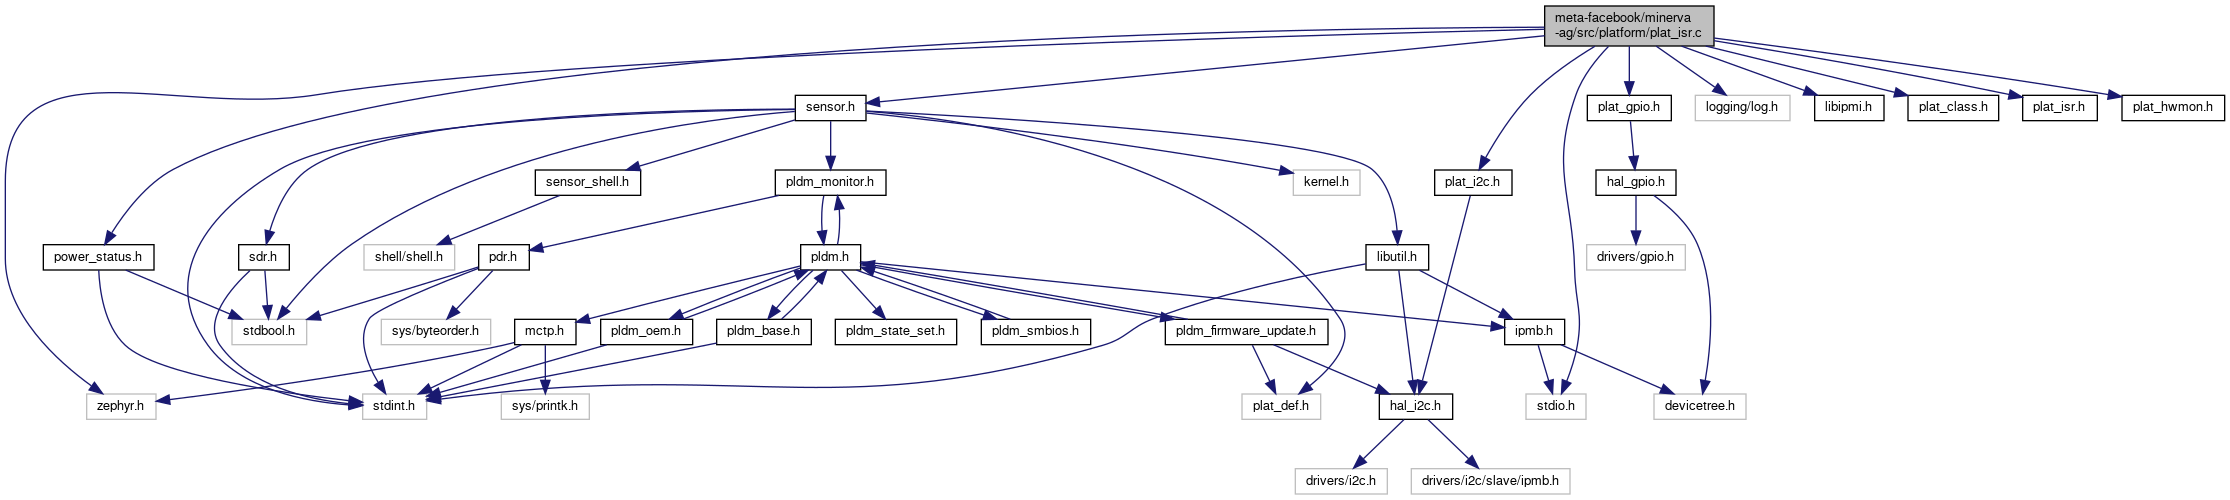 meta-facebook/minerva
-ag/src/platform/plat_isr.c
sensor.h
plat_gpio.h
logging/log.h
libipmi.h
plat_class.h
plat_isr.h
plat_hwmon.h
sensor_shell.h
pldm_monitor.h
kernel.h
plat_i2c.h
hal_gpio.h
power_status.h
sdr.h
shell/shell.h
pdr.h
pldm.h
libutil.h
drivers/gpio.h
stdbool.h
sys/byteorder.h
mctp.h
pldm_oem.h
pldm_base.h
pldm_state_set.h
pldm_smbios.h
pldm_firmware_update.h
ipmb.h
zephyr.h
stdint.h
sys/printk.h
plat_def.h
hal_i2c.h
stdio.h
devicetree.h
drivers/i2c.h
drivers/i2c/slave/ipmb.h